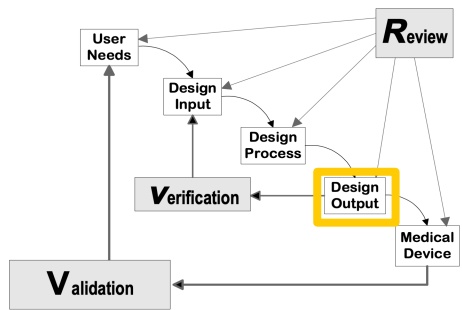 Review
User
Needs
Design
Input
Design
Process
Verification
Design
Output
Medical
Device
Validation